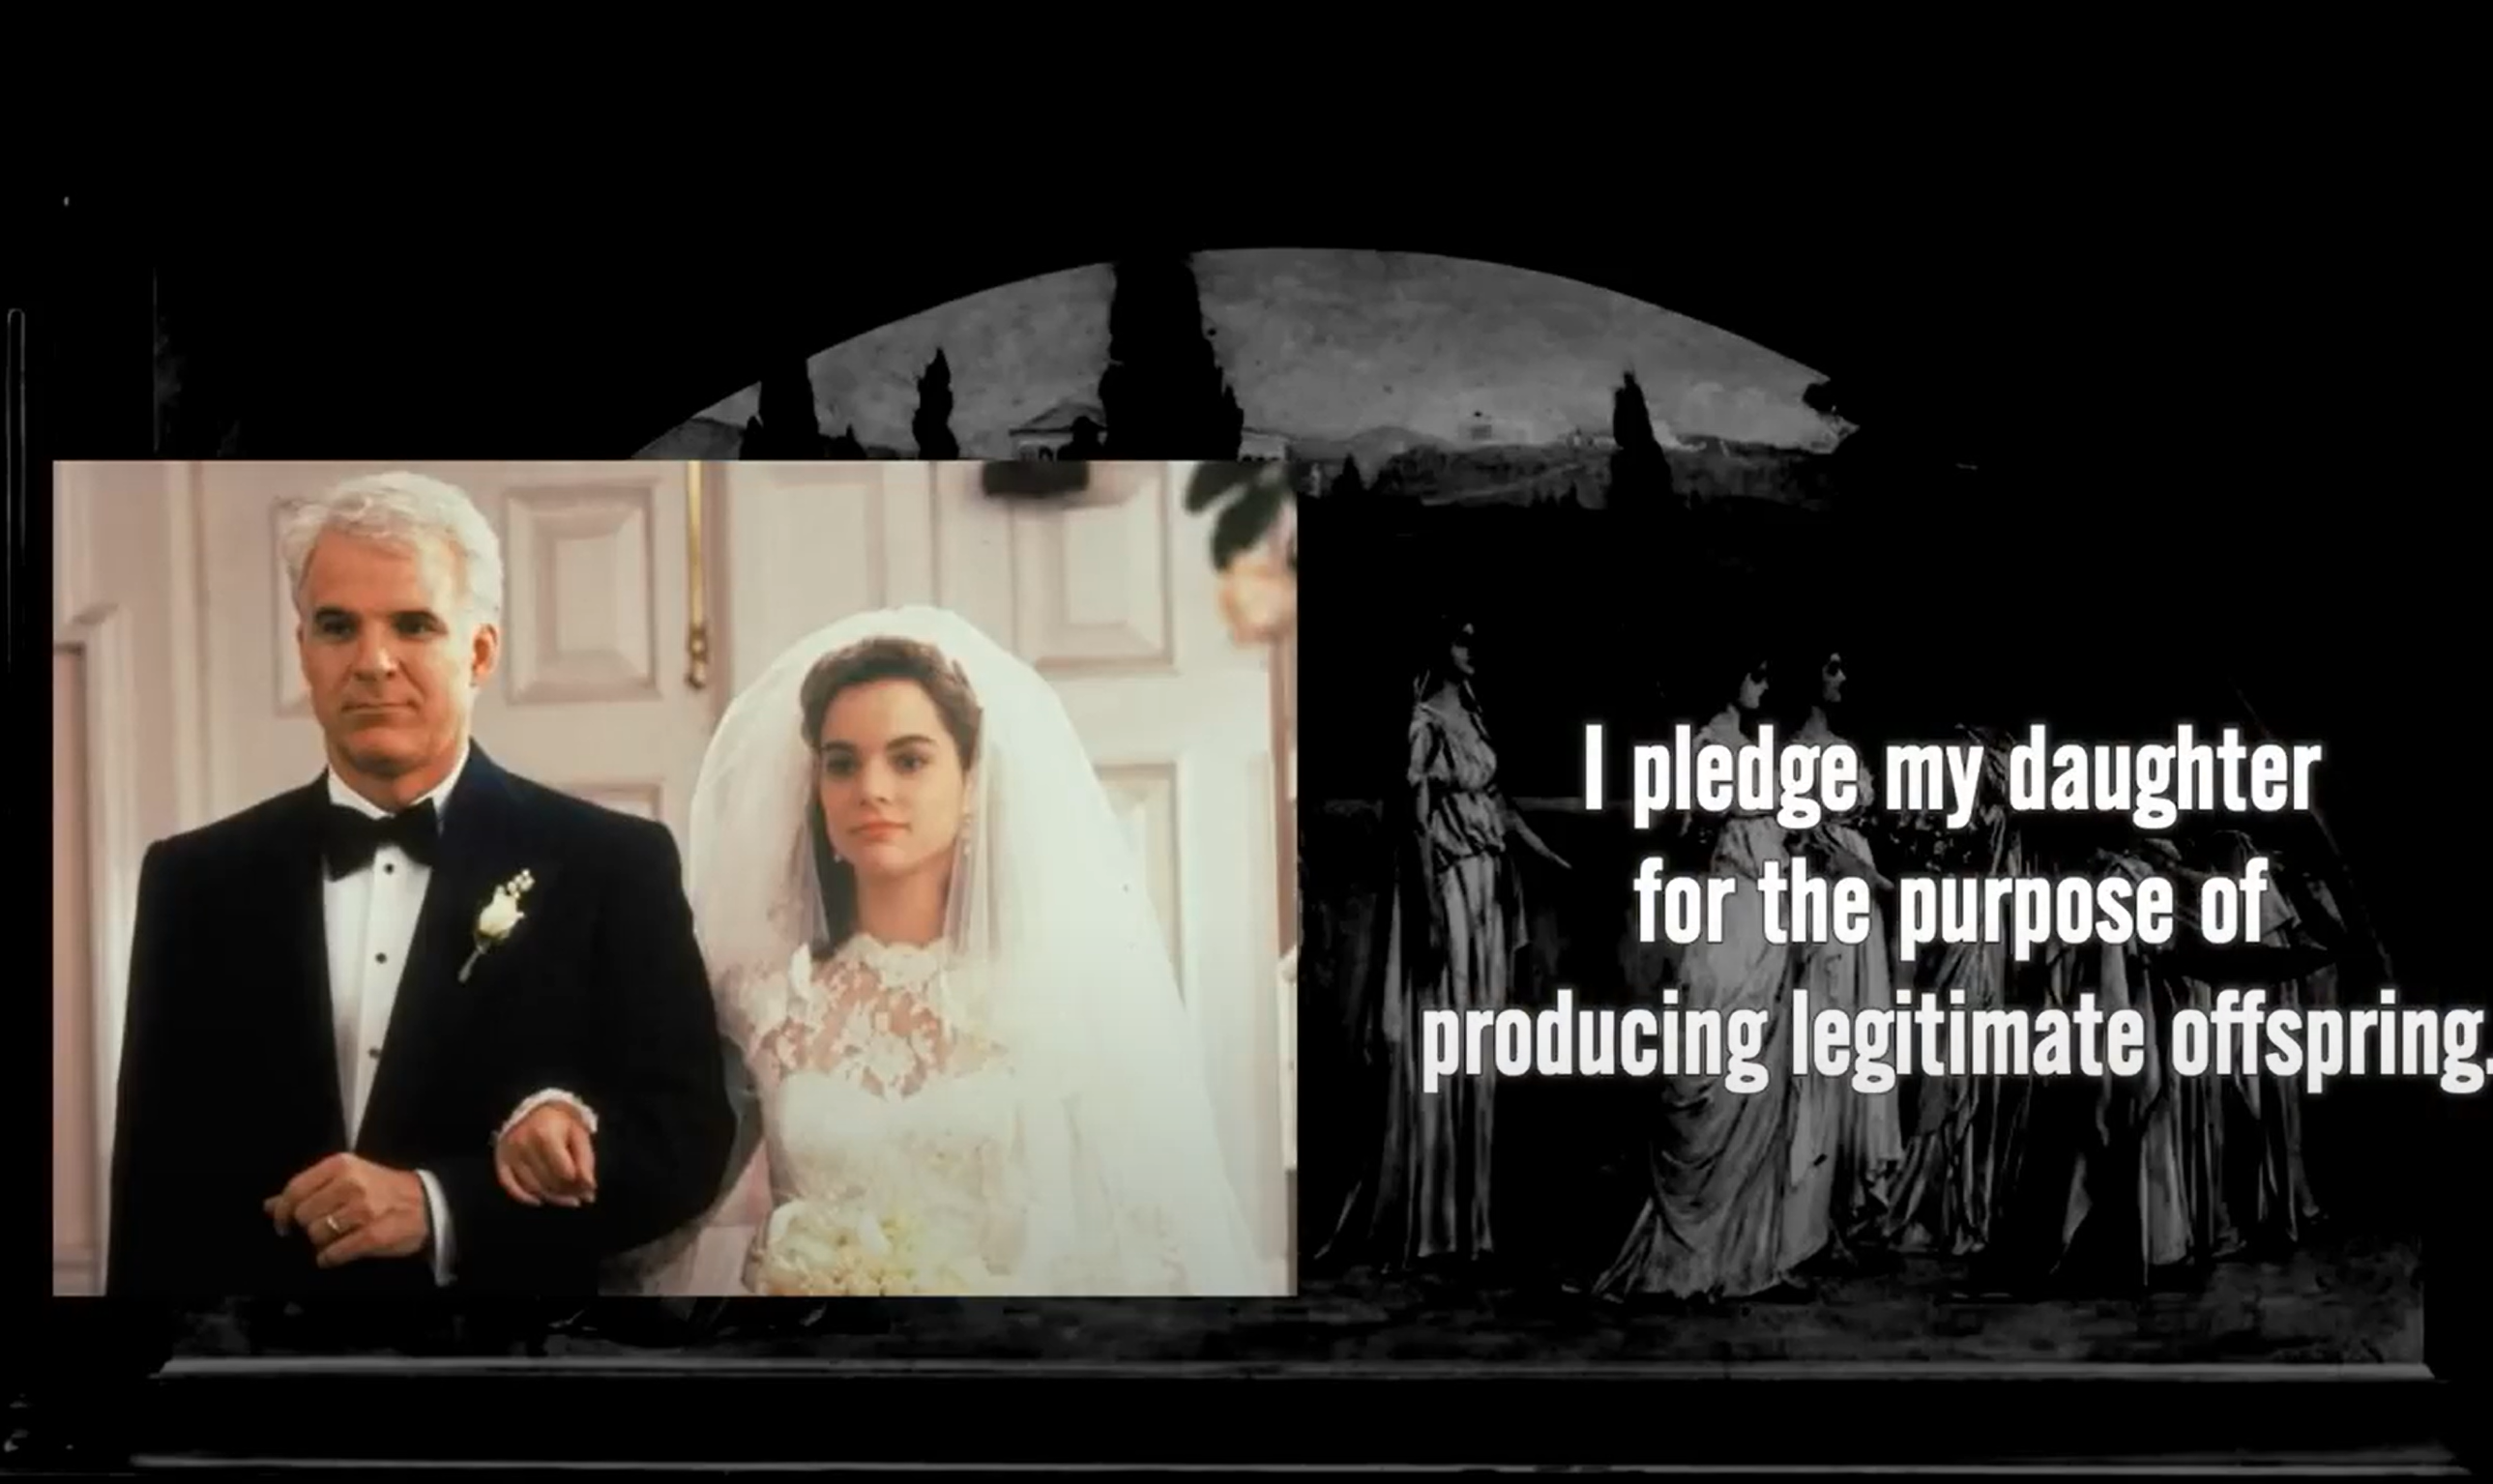 I pledge my daughter
for the purpose of
producing legitimate offspring.